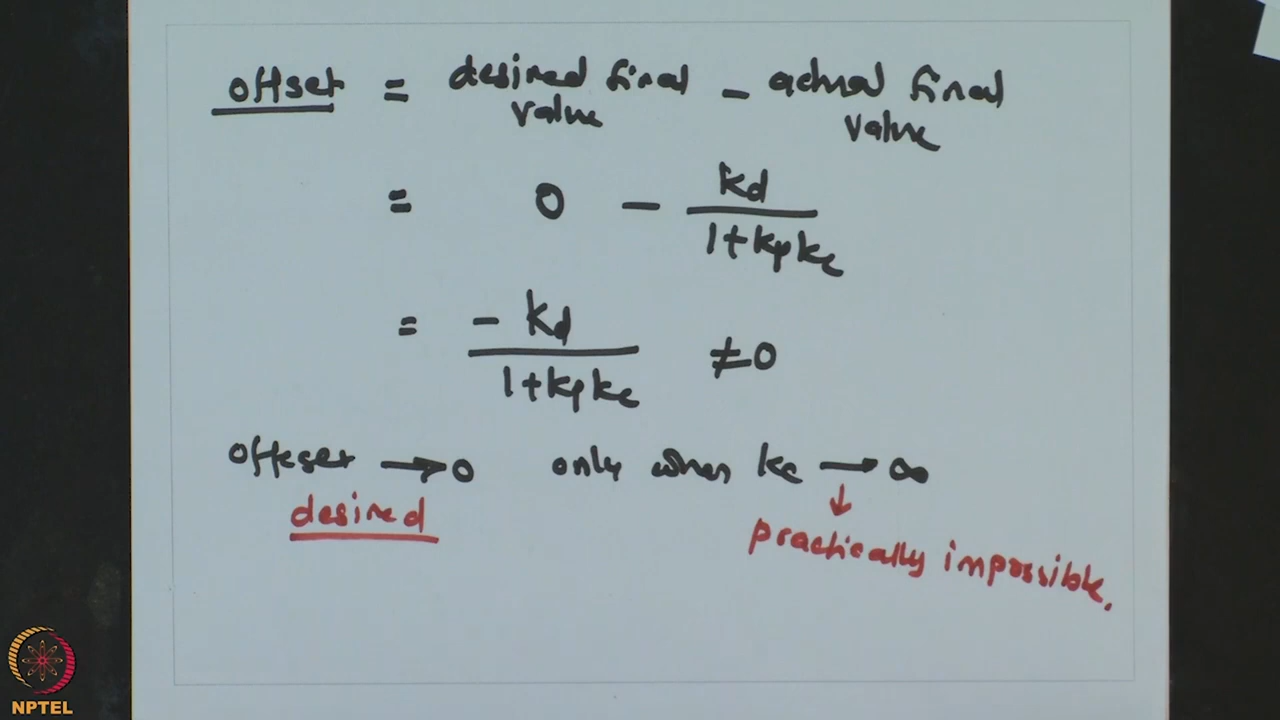 offset = desired final value - actual final value
= 0 - kd / 1+kpkc
= -kd / 1+kpkc ≠0
offset → 0 only when kc → ∞
desired
↓
practically impossible.
NPTEL